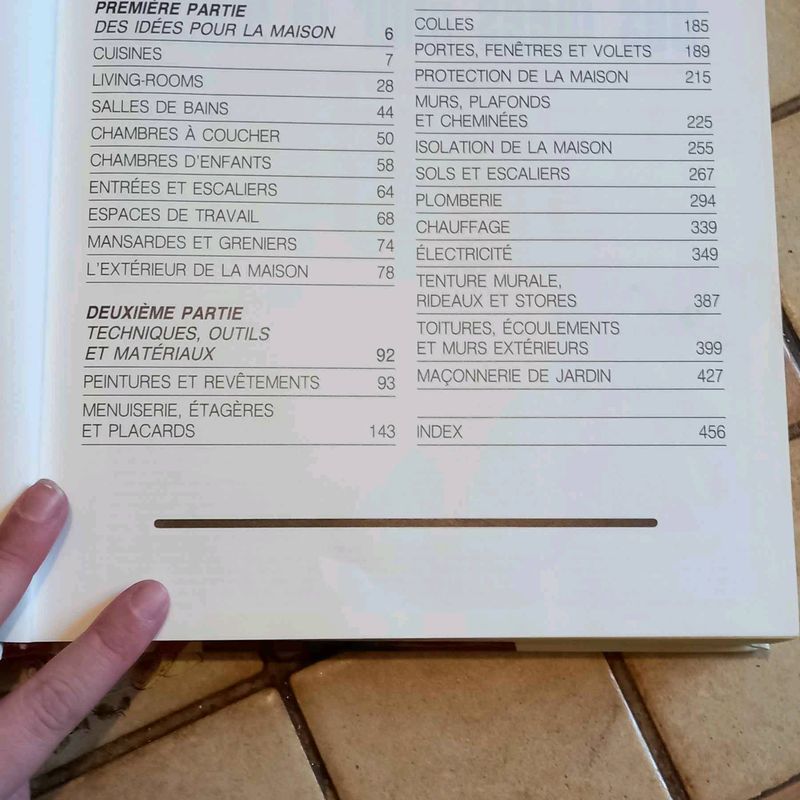 PREMIÈRE PARTIE
DES IDÉES POUR LA MAISON 6
CUISINES 7
LIVING-ROOMS 28
SALLES DE BAINS 44
CHAMBRES À COUCHER 50
CHAMBRES D'ENFANTS 58
ENTRÉES ET ESCALIERS 64
ESPACES DE TRAVAIL 68
MANSARDES ET GRENIERS 74
L'EXTÉRIEUR DE LA MAISON 78
DEUXIÈME PARTIE
TECHNIQUES, OUTILS
ET MATÉRIAUX 92
PEINTURES ET REVÊTEMENTS 93
MENUISERIE, ÉTAGÈRES
ET PLACARDS 143
COLLES 185
PORTES, FENÊTRES ET VOLETS 189
PROTECTION DE LA MAISON 215
MURS, PLAFONDS
ET CHEMINÉES 225
ISOLATION DE LA MAISON 255
SOLS ET ESCALIERS 267
PLOMBERIE 294
CHAUFFAGE 339
ÉLECTRICITÉ 349
TENTURE MURALE,
RIDEAUX ET STORES 387
TOITURES, ÉCOULEMENTS
ET MURS EXTÉRIEURS 399
MAÇONNERIE DE JARDIN 427
INDEX 456